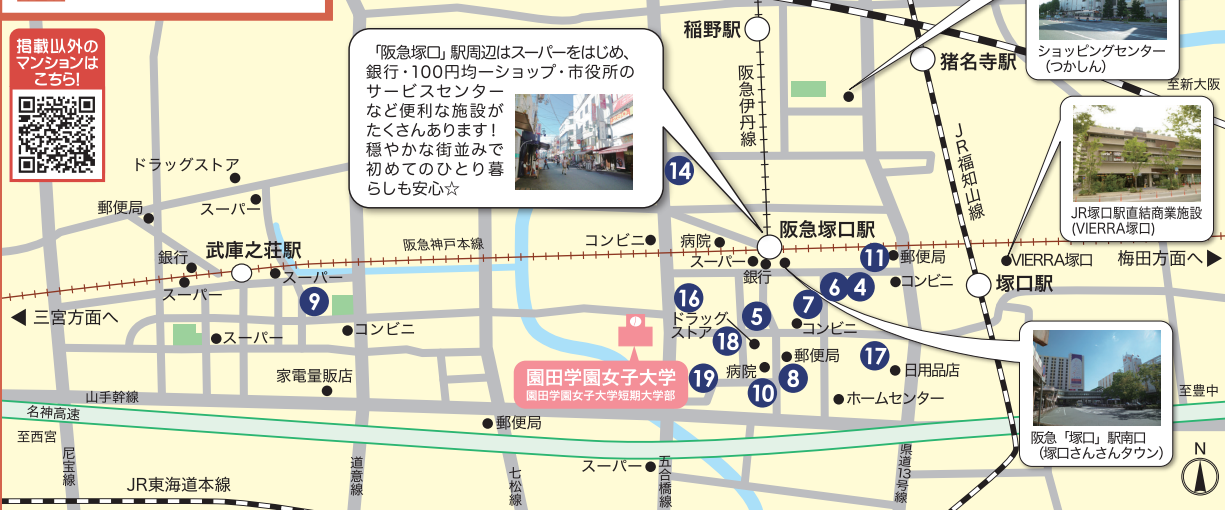 掲載以外の
マンションは
こちら!
「阪急塚口」駅周辺はスーパーをはじめ、
銀行・100円均一ショップ・市役所の
サービスセンター
など便利な施設が
たくさんあります!
穏やかな街並みで
初めてのひとり暮
らしも安心☆
稲野駅
阪急伊丹線
猪名寺駅
ショッピングセンター
(つかしん)
至新大阪
JR福知山線
JR塚口駅直結商業施設
(VIERRA塚口)
ドラッグストア
スーパー
郵便局
武庫之荘駅
銀行
スーパー
スーパー
9
三宮方面へ
スーパー
コンビニ
阪急神戸本線
14
コンビニ
病院
阪急塚口駅
スーパー
銀行
11
郵便局
VIERRA塚口
梅田方面へ
6
4
コンビニ
塚口駅
16
7
コンビニ
ドラッグ
ストア
5
18
郵便局
17
日用品店
園田学園女子大学
園田学園女子大学短期大学部
19
病院
10
8
ホームセンター
家電量販店
山手幹線
名神高速
至西宮
尼宝線
道意線
郵便局
七松線
スーパー
五合橋線
県道13号線
JR東海道本線
阪急「塚口」駅南口
(塚口さんさんタウン)
至豊中
N